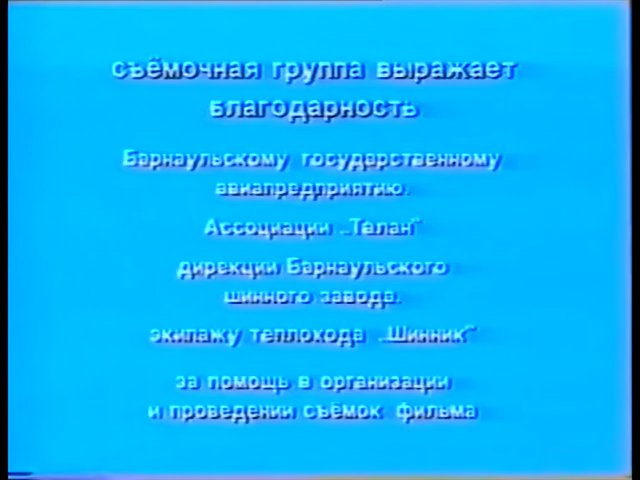 съёмочная группа выражает
благодарность
Барнаульскому государственному
авиапредприятию,
Ассоциации „Талан"
дирекции Барнаульского
шинного завода,
экипажу теплохода „Шинник"
за помощь в организации
и проведении съёмок фильма